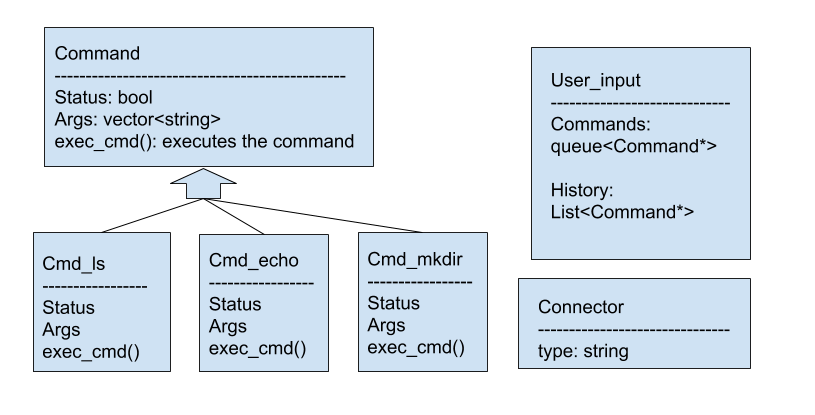 Command
-----------------------------------------------
Status: bool
Args: vector<string>
exec_cmd(): executes the command
Cmd_ls
-----------------
Status
Args
exec_cmd()
Cmd_echo
-----------------
Status
Args
exec_cmd()
Cmd_mkdir
-----------------
Status
Args
exec_cmd()
User_input
-----------------------------
Commands:
queue<Command*>
History:
List<Command*>
Connector
-------------------------------
type: string